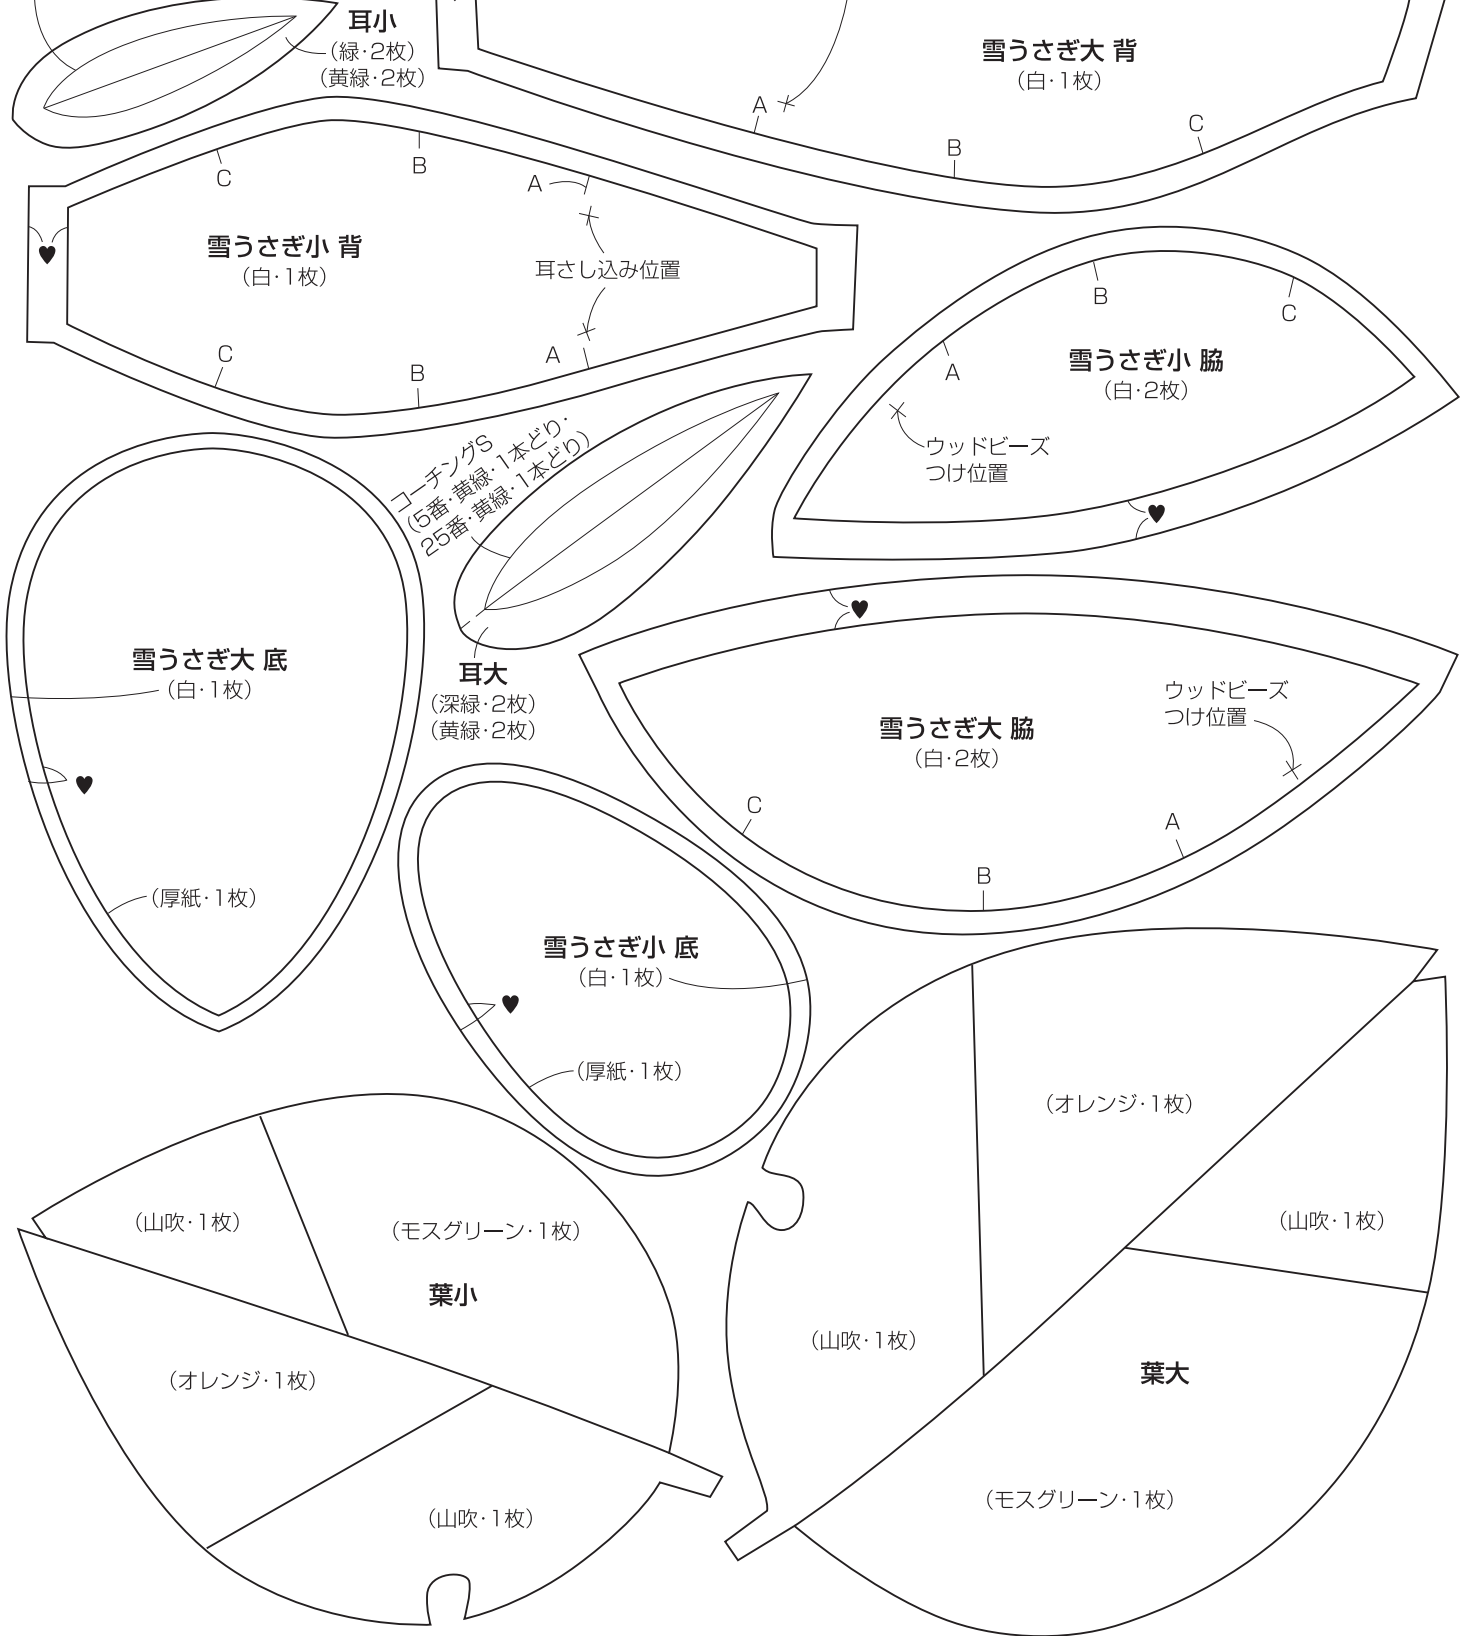 耳小
（緑・2枚）
（黄緑・2枚）
雪うさぎ大 背
（白・1枚）
A
B
C
C
B
A
雪うさぎ小 背
（白・1枚）
耳さし込み位置
C
B
A
B
C
A
雪うさぎ小 脇
（白・2枚）
ウッドビーズ
つけ位置
♥
♥
コーチングS
（5番・黄緑・1本どり・
25番・黄緑・1本どり）
耳大
（深緑・2枚）
（黄緑・2枚）
雪うさぎ大 底
（白・1枚）
♥
（厚紙・1枚）
♥
ウッドビーズ
つけ位置
雪うさぎ大 脇
（白・2枚）
C
B
A
雪うさぎ小 底
（白・1枚）
♥
（厚紙・1枚）
（山吹・1枚）
（モスグリーン・1枚）
葉小
（オレンジ・1枚）
（山吹・1枚）
（オレンジ・1枚）
（山吹・1枚）
（山吹・1枚）
葉大
（モスグリーン・1枚）